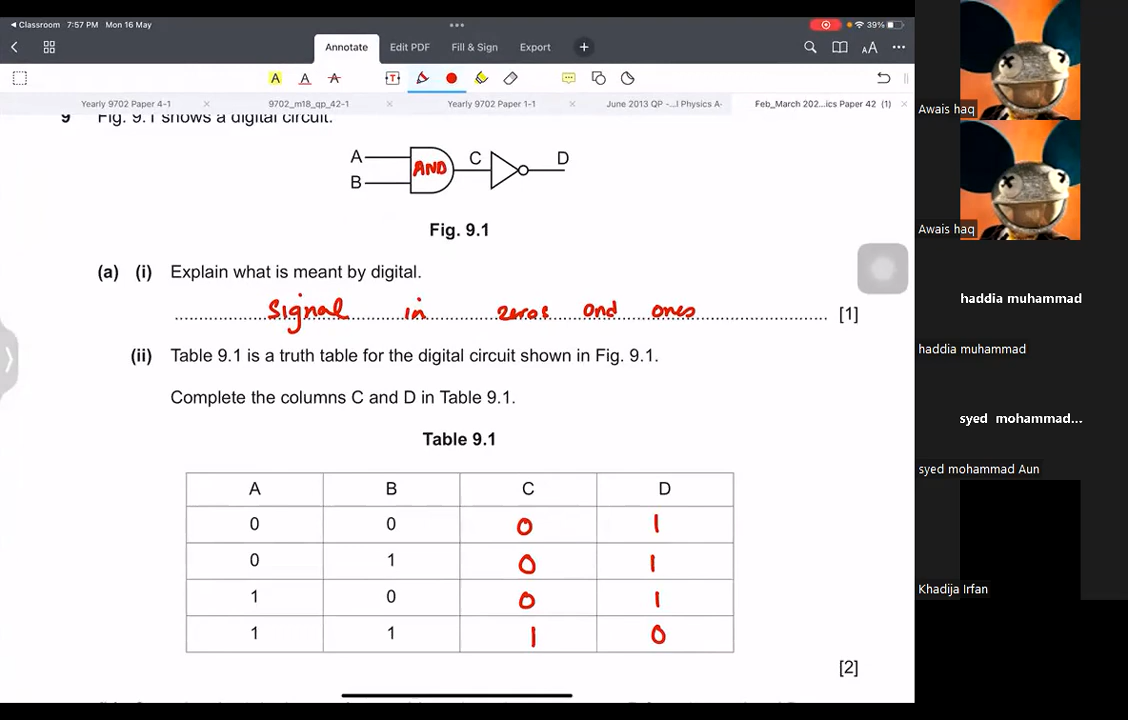 Classroom 7:57 PM Mon 16 May
39%
Annotate Edit PDF Fill & Sign Export
Yearly 9702 Paper 4-1 9702_m18_qp_42-1 Yearly 9702 Paper 1-1 June 2013 QP -...l Physics A- Feb_March 202...ics Paper 42 (1)
9 Fig. 9.1 shows a digital circuit.
A
B
AND
C
D
Fig. 9.1
(a) (i) Explain what is meant by digital.
Signal in zeros and ones [1]
(ii) Table 9.1 is a truth table for the digital circuit shown in Fig. 9.1.
Complete the columns C and D in Table 9.1.
Table 9.1
A B C D
0 0 0 1
0 1 0 1
1 0 0 1
1 1 1 0
[2]
Awais haq
Awais haq
haddia muhammad
haddia muhammad
syed mohammad...
syed mohammad Aun
Khadija Irfan